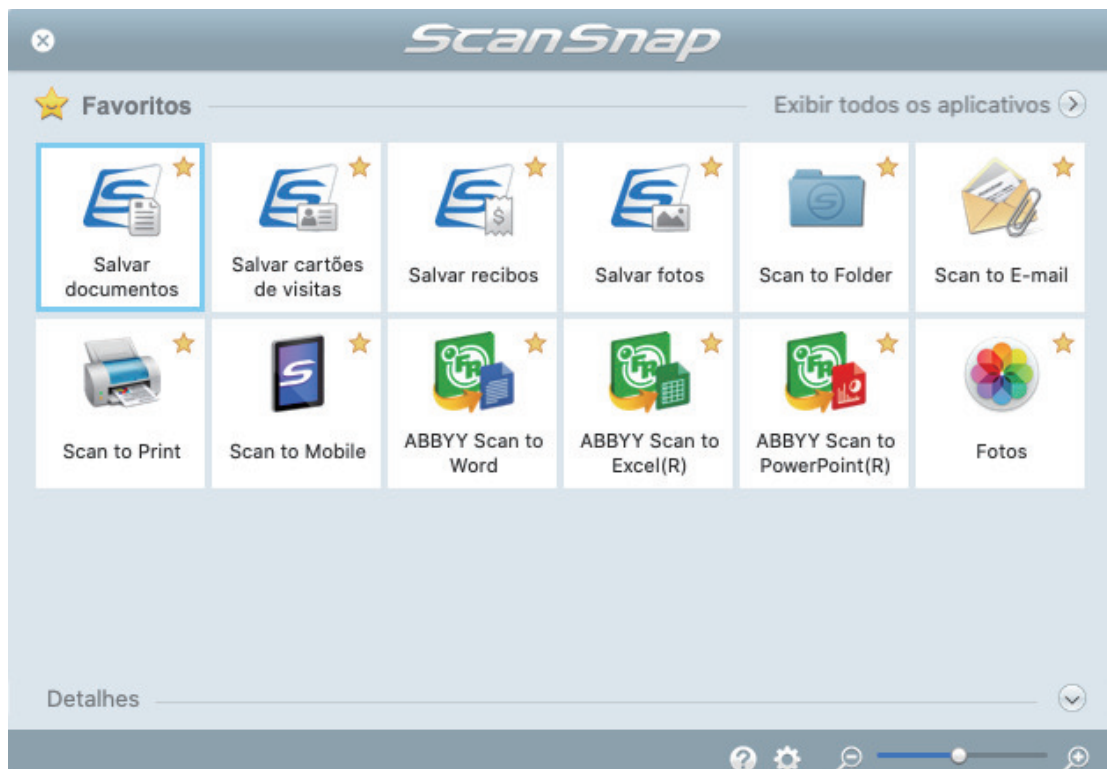 ScanSnap
Favoritos
Exibir todos os aplicativos
Salvar
documentos
Salvar cartões
de visitas
Salvar recibos
Salvar fotos
Scan to Folder
Scan to E-mail
Scan to Print
Scan to Mobile
ABBYY Scan to
Word
ABBYY Scan to
Excel(R)
ABBYY Scan to
PowerPoint(R)
Fotos
Detalhes